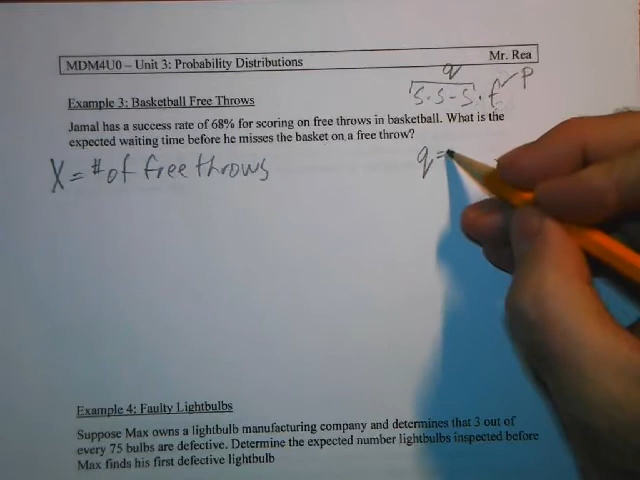 MDM4U0 – Unit 3: Probability Distributions Mr. Rea
q
S·S-S·f p
Example 3: Basketball Free Throws
Jamal has a success rate of 68% for scoring on free throws in basketball. What is the
expected waiting time before he misses the basket on a free throw?
X = # of free throws q=
Example 4: Faulty Lightbulbs
Suppose Max owns a lightbulb manufacturing company and determines that 3 out of
every 75 bulbs are defective. Determine the expected number lightbulbs inspected before
Max finds his first defective lightbulb